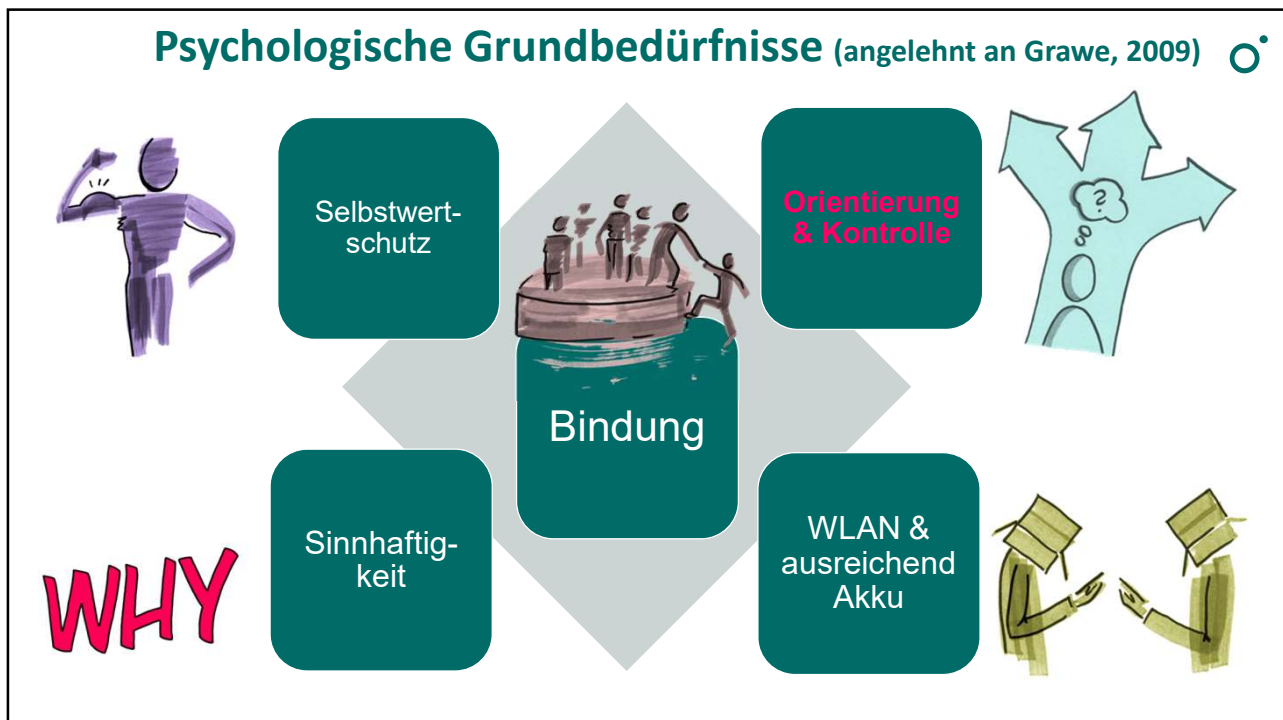 Psychologische Grundbedürfnisse (angelehnt an Grawe, 2009)
Selbstwert-
schutz
Orientierung
& Kontrolle
?
Bindung
Sinnhaftig-
keit
WLAN &
ausreichend
Akku
WHY